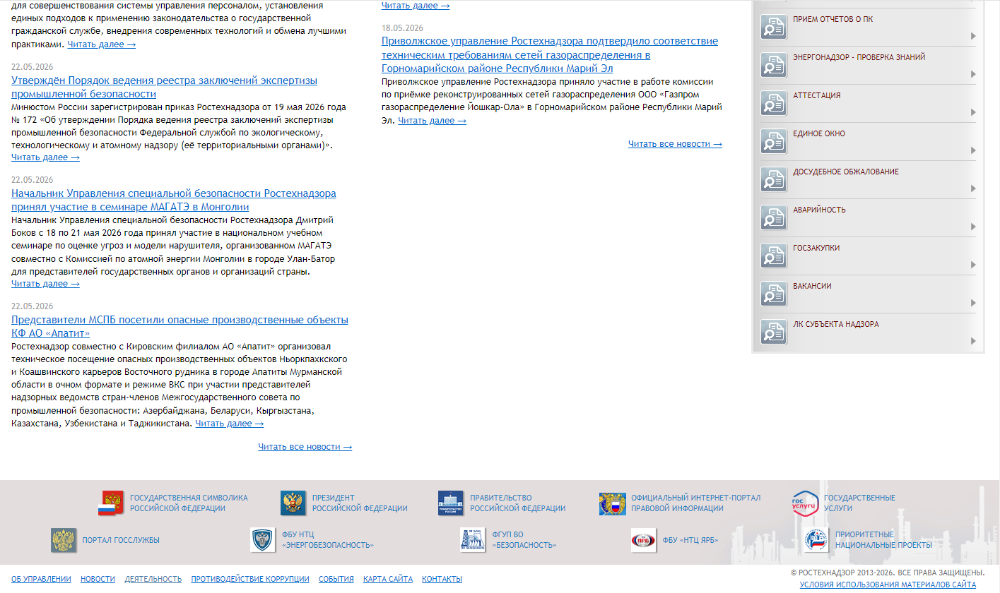 для совершенствования системы управления персоналом, установления
единых подходов к применению законодательства о государственной
гражданской службе, внедрения современных технологий и обмена лучшими
практиками. Читать далее →
22.05.2026
Утверждён Порядок ведения реестра заключений экспертизы
промышленной безопасности
Минюстом России зарегистрирован приказ Ростехнадзора от 19 мая 2026 года
№ 172 «Об утверждении Порядка ведения реестра заключений экспертизы
промышленной безопасности Федеральной службой по экологическому,
технологическому и атомному надзору (её территориальными органами)».
Читать далее →
22.05.2026
Начальник Управления специальной безопасности Ростехнадзора
принял участие в семинаре МАГАТЭ в Монголии
Начальник Управления специальной безопасности Ростехнадзора Дмитрий
Боков с 18 по 21 мая 2026 года принял участие в национальном учебном
семинаре по оценке угроз и модели нарушителя, организованном МАГАТЭ
совместно с Комиссией по атомной энергии Монголии в городе Улан-Батор
для представителей государственных органов и организаций страны.
Читать далее →
22.05.2026
Представители МСПБ посетили опасные производственные объекты
КФ АО «Апатит»
Ростехнадзор совместно с Кировским филиалом АО «Апатит» организовал
техническое посещение опасных производственных объектов Ньоркпахкского
и Коашвинского карьеров Восточного рудника в городе Апатиты Мурманской
области в очном формате и режиме ВКС при участии представителей
надзорных ведомств стран-членов Межгосударственного совета по
промышленной безопасности: Азербайджана, Беларуси, Кыргызстана,
Казахстана, Узбекистана и Таджикистана. Читать далее →
Читать все новости →
Читать далее →
18.05.2026
Приволжское управление Ростехнадзора подтвердило соответствие
техническим требованиям сетей газораспределения в
Горномарийском районе Республики Марий Эл
Приволжское управление Ростехнадзора приняло участие в работе комиссии
по приёмке реконструированных сетей газораспределения ООО «Газпром
газораспределение Йошкар-Ола» в Горномарийском районе Республики Марий
Эл. Читать далее →
Читать все новости →
ПРИЕМ ОТЧЕТОВ О ПК
ЭНЕРГОНАДЗОР - ПРОВЕРКА ЗНАНИЙ
АТТЕСТАЦИЯ
ЕДИНОЕ ОКНО
ДОСУДЕБНОЕ ОБЖАЛОВАНИЕ
АВАРИЙНОСТЬ
ГОСЗАКУПКИ
ВАКАНСИИ
ЛК СУБЪЕКТА НАДЗОРА
ГОСУДАРСТВЕННАЯ СИМВОЛИКА
РОССИЙСКОЙ ФЕДЕРАЦИИ
ПРЕЗИДЕНТ
РОССИЙСКОЙ ФЕДЕРАЦИИ
ПРАВИТЕЛЬСТВО
РОССИЙСКОЙ ФЕДЕРАЦИИ
ОФИЦИАЛЬНЫЙ ИНТЕРНЕТ-ПОРТАЛ
ПРАВОВОЙ ИНФОРМАЦИИ
гос
услуги
ГОСУДАРСТВЕННЫЕ
УСЛУГИ
ПОРТАЛ ГОССЛУЖБЫ
ФБУ НТЦ
«ЭНЕРГОБЕЗОПАСНОСТЬ»
ФГУП ВО
«БЕЗОПАСНОСТЬ»
ЯРБ
ФБУ «НТЦ ЯРБ»
ПРИОРИТЕТНЫЕ
НАЦИОНАЛЬНЫЕ ПРОЕКТЫ
ОБ УПРАВЛЕНИИ НОВОСТИ ДЕЯТЕЛЬНОСТЬ ПРОТИВОДЕЙСТВИЕ КОРРУПЦИИ СОБЫТИЯ КАРТА САЙТА КОНТАКТЫ
© РОСТЕХНАДЗОР 2013-2026. ВСЕ ПРАВА ЗАЩИЩЕНЫ.
УСЛОВИЯ ИСПОЛЬЗОВАНИЯ МАТЕРИАЛОВ САЙТА